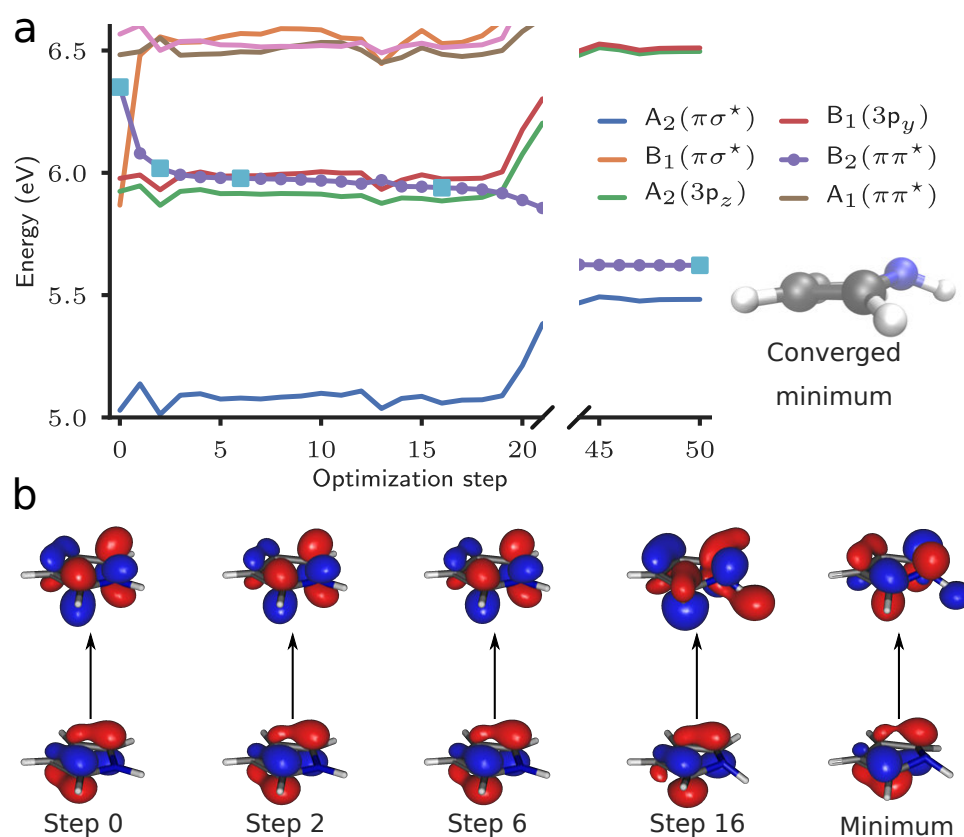 a
Energy (eV)
6.5
6.0
5.5
5.0
0
5
10
15
20
45
50
Optimization step
A₂(πσ⋆)
B₁(πσ⋆)
A₂(3p_z)
B₁(3p_y)
B₂(ππ⋆)
A₁(ππ⋆)
Converged
minimum
b
Step 0
Step 2
Step 6
Step 16
Minimum